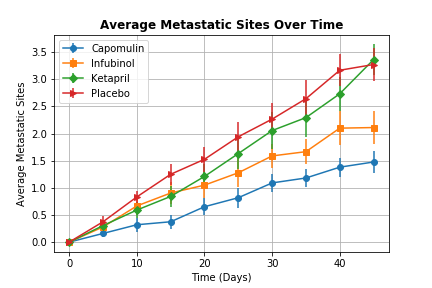 Average Metastatic Sites Over Time
Capomulin
Infubinol
Ketapril
Placebo
Average Metastatic Sites
3.5
3.0
2.5
2.0
1.5
1.0
0.5
0.0
0 10 20 30 40
Time (Days)